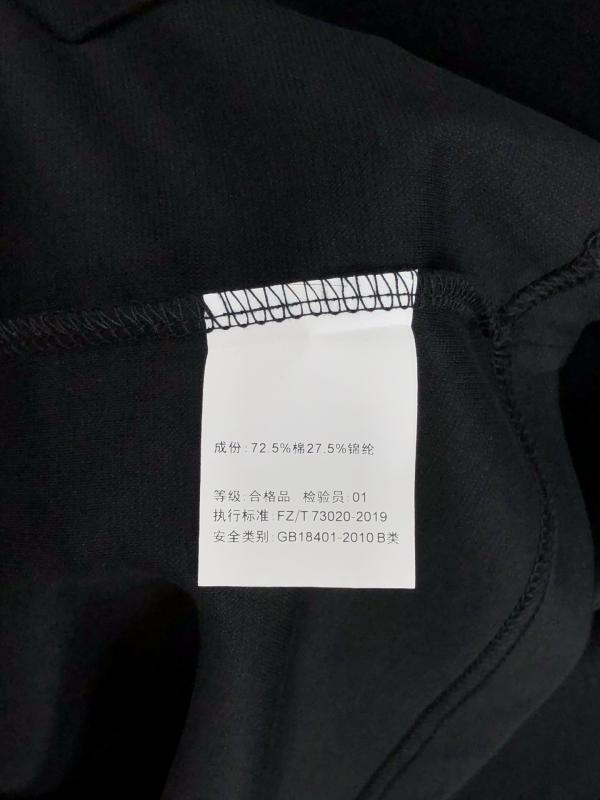 成份:72.5%棉27.5%锦纶
等级:合格品 检验员:01
执行标准:FZ/T 73020-2019
安全类别:GB18401-2010 B类